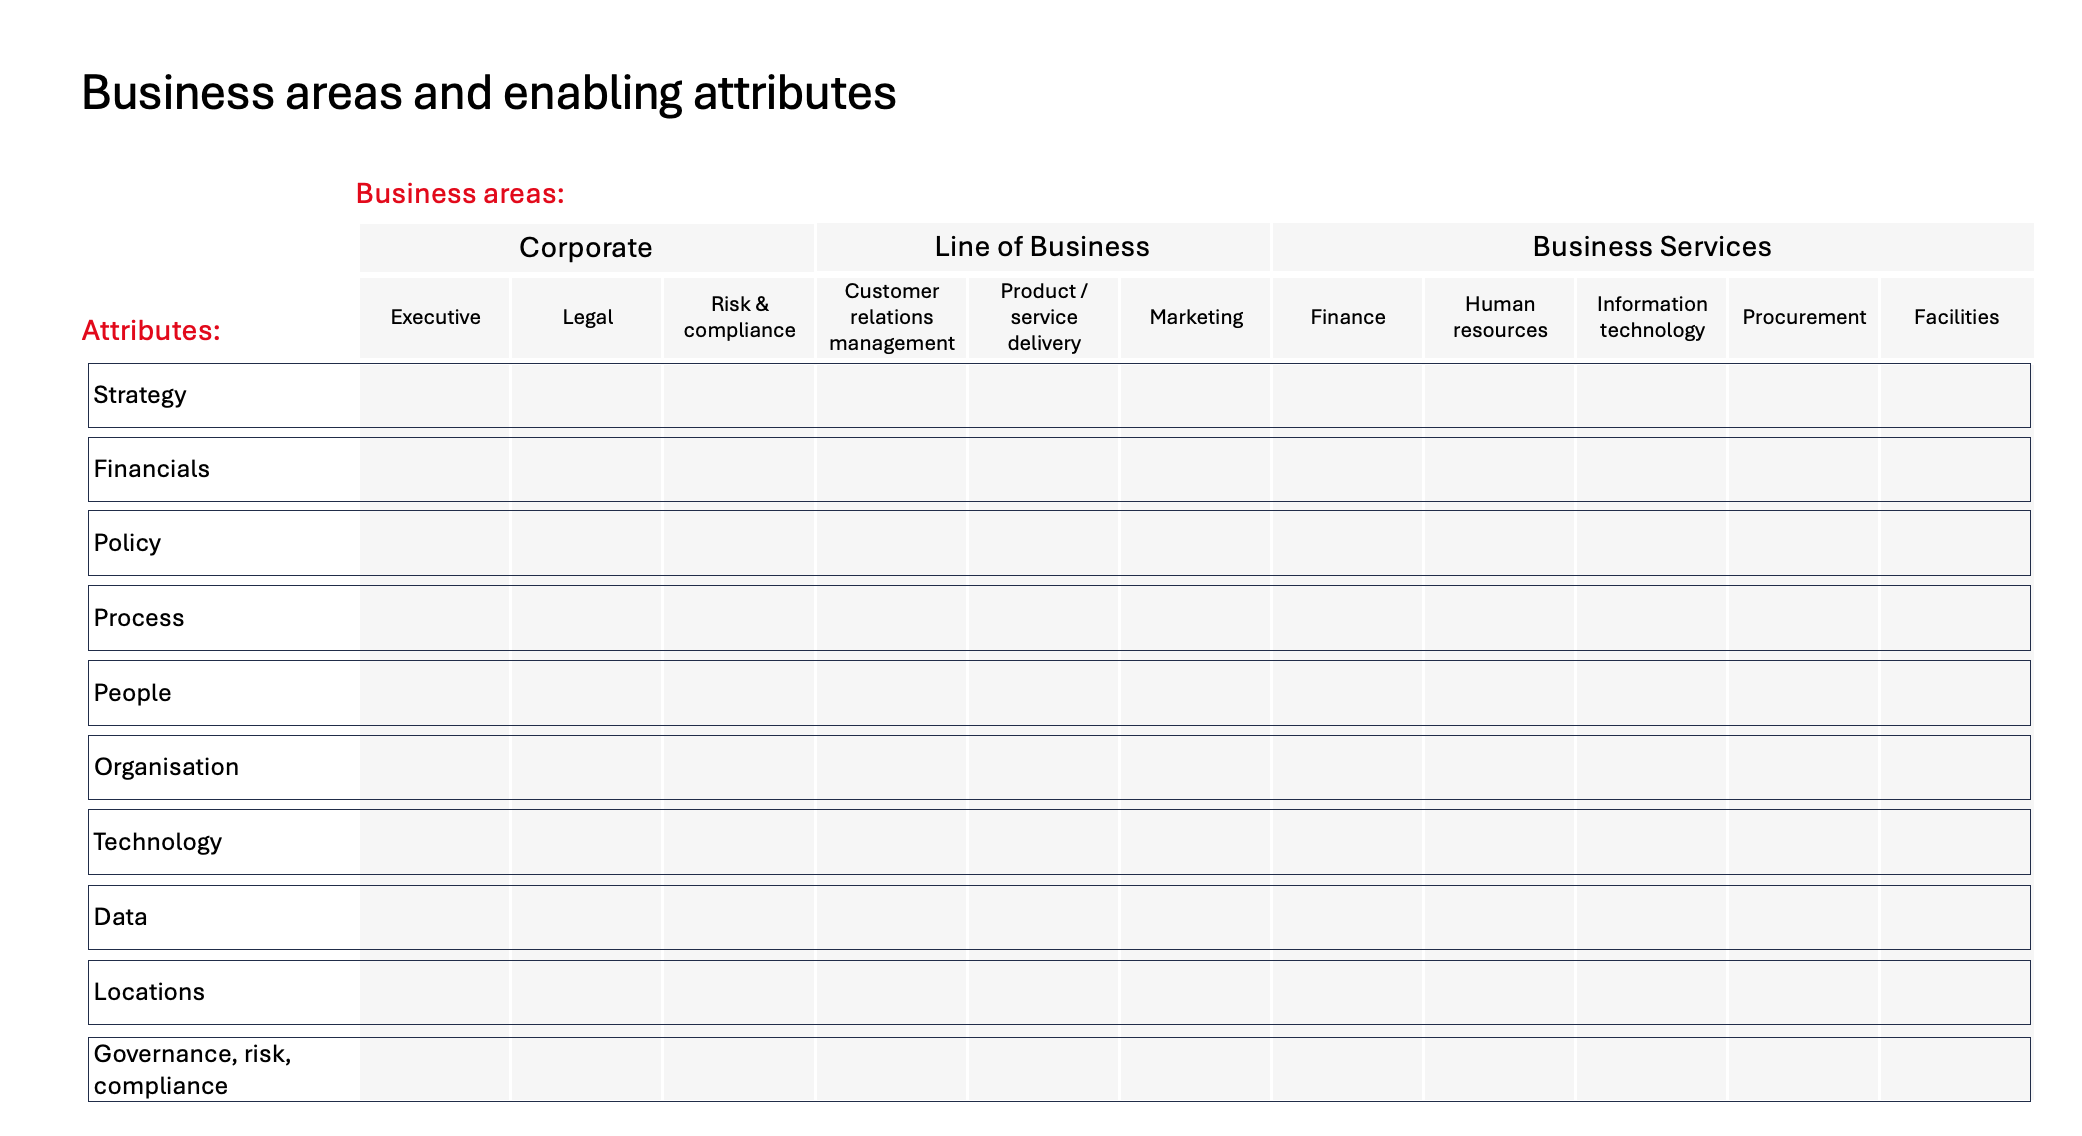 Business areas and enabling attributes
Business areas:
Corporate
Line of Business
Business Services
Attributes:
Executive
Legal
Risk &
compliance
Customer
relations
management
Product /
service
delivery
Marketing
Finance
Human
resources
Information
technology
Procurement
Facilities
Strategy
Financials
Policy
Process
People
Organisation
Technology
Data
Locations
Governance, risk,
compliance